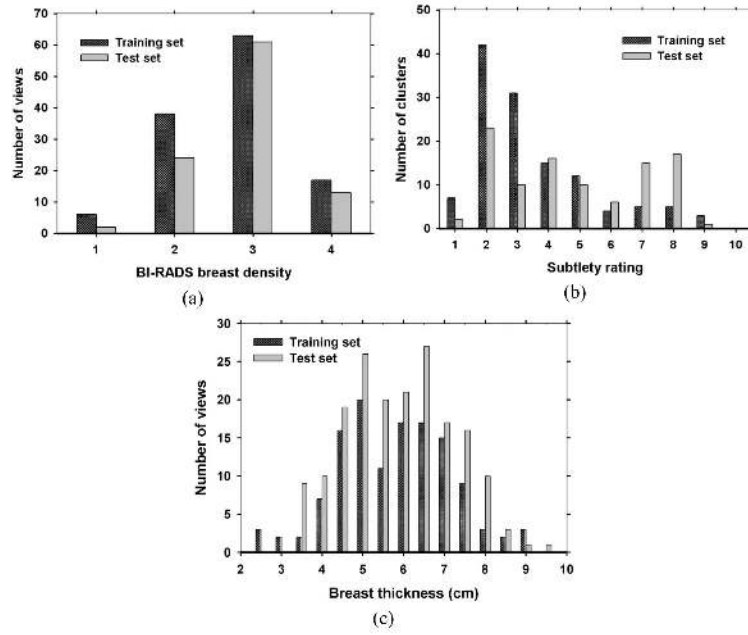 70
60
50
40
30
20
10
0
Number of views
Training set
Test set
1 2 3 4
BI-RADS breast density
(a)
50
40
30
20
10
0
Number of clusters
Training set
Test set
1 2 3 4 5 6 7 8 9 10
Subtlety rating
(b)
30
25
20
15
10
5
0
Number of views
Training set
Test set
2 3 4 5 6 7 8 9 10
Breast thickness (cm)
(c)